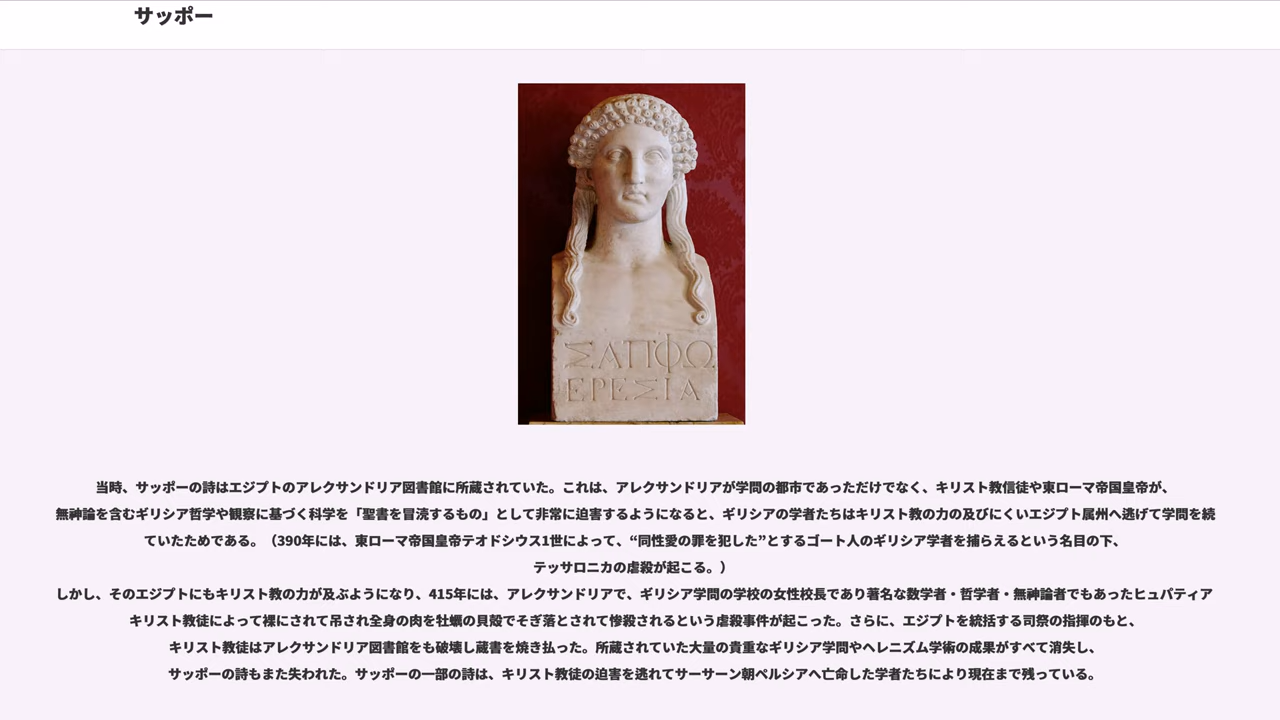 サッポー
ΣΑΠΦΩ
ΕΡΕΣΙΑ
当時、サッポーの詩はエジプトのアレクサンドリア図書館に所蔵されていた。これは、アレクサンドリアが学問の都市であっただけでなく、キリスト教信徒や東ローマ帝国皇帝が、
無神論を含むギリシア哲学や観察に基づく科学を「聖書を冒涜するもの」として非常に迫害するようになると、ギリシアの学者たちはキリスト教の力の及びにくいエジプト属州へ逃げて学問を続
ていたためである。（390年には、東ローマ帝国皇帝テオドシウス1世によって、“同性愛の罪を犯した”とするゴート人のギリシア学者を捕らえるという名目の下、
テッサロニカの虐殺が起こる。）
しかし、そのエジプトにもキリスト教の力が及ぶようになり、415年には、アレクサンドリアで、ギリシア学問の学校の女性校長であり著名な数学者・哲学者・無神論者でもあったヒュパティア
キリスト教徒によって裸にされて吊され全身の肉を牡蠣の貝殻でそぎ落とされて惨殺されるという虐殺事件が起こった。さらに、エジプトを統括する司祭の指揮のもと、
キリスト教徒はアレクサンドリア図書館をも破壊し蔵書を焼き払った。所蔵されていた大量の貴重なギリシア学問やヘレニズム学術の成果がすべて消失し、
サッポーの詩もまた失われた。サッポーの一部の詩は、キリスト教徒の迫害を逃れてサーサーン朝ペルシアへ亡命した学者たちにより現在まで残っている。